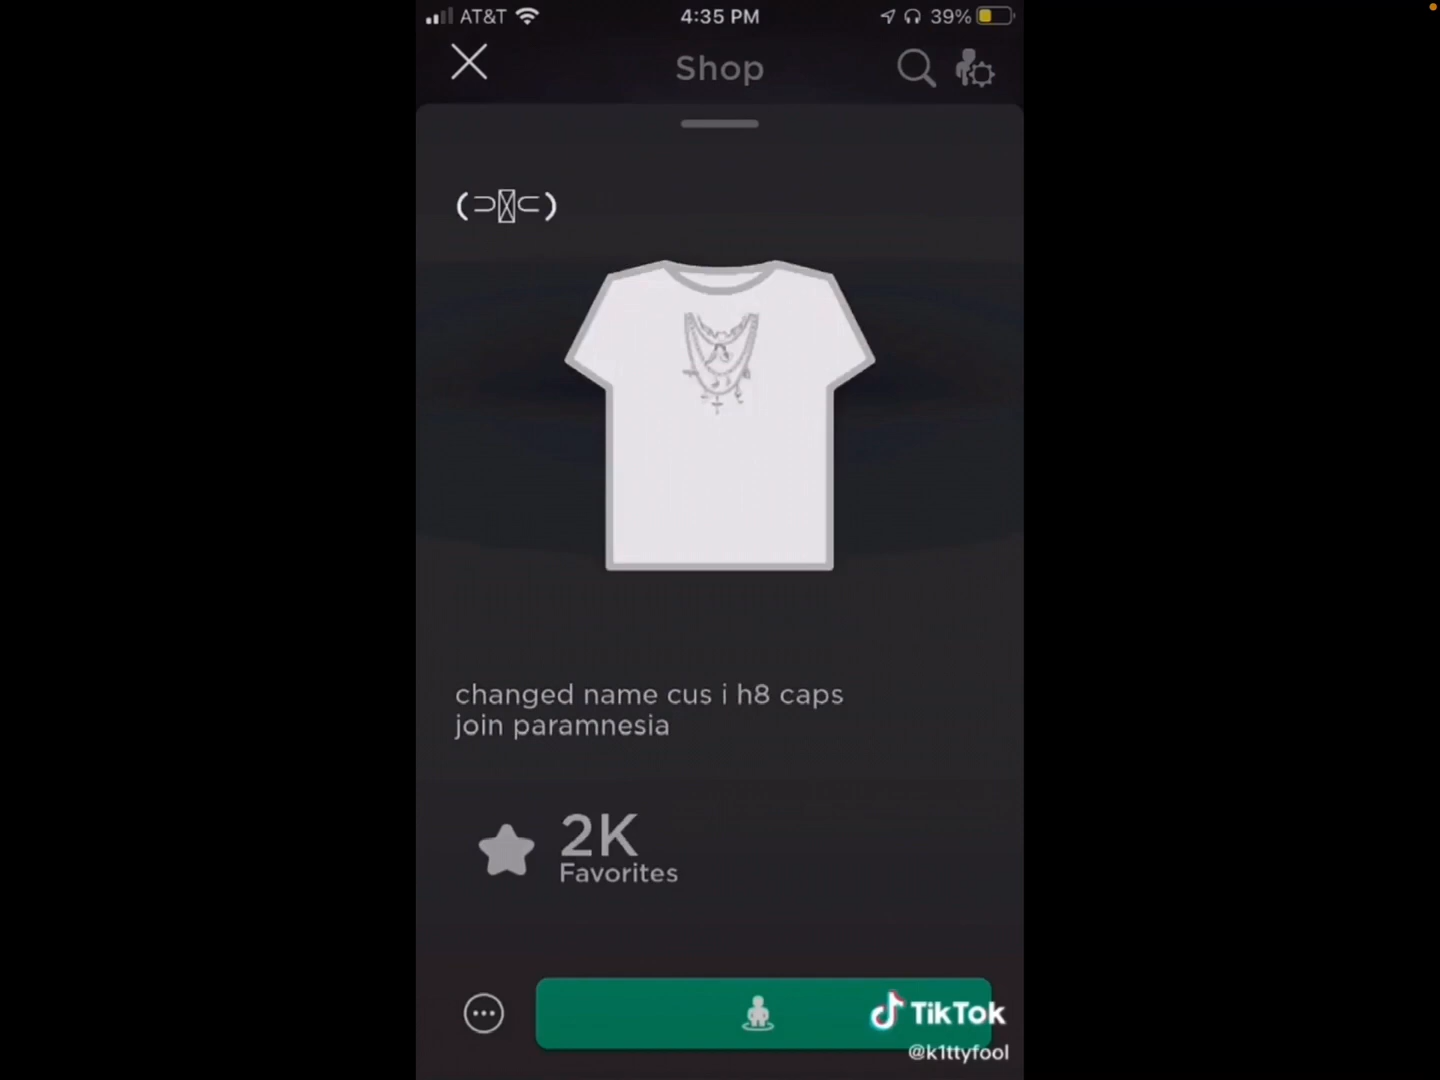 AT&T
4:35 PM
39%
Shop
(⊃𛰙⊂)
changed name cus i h8 caps
join paramnesia
2K
Favorites
TikTok
@k1ttyfool